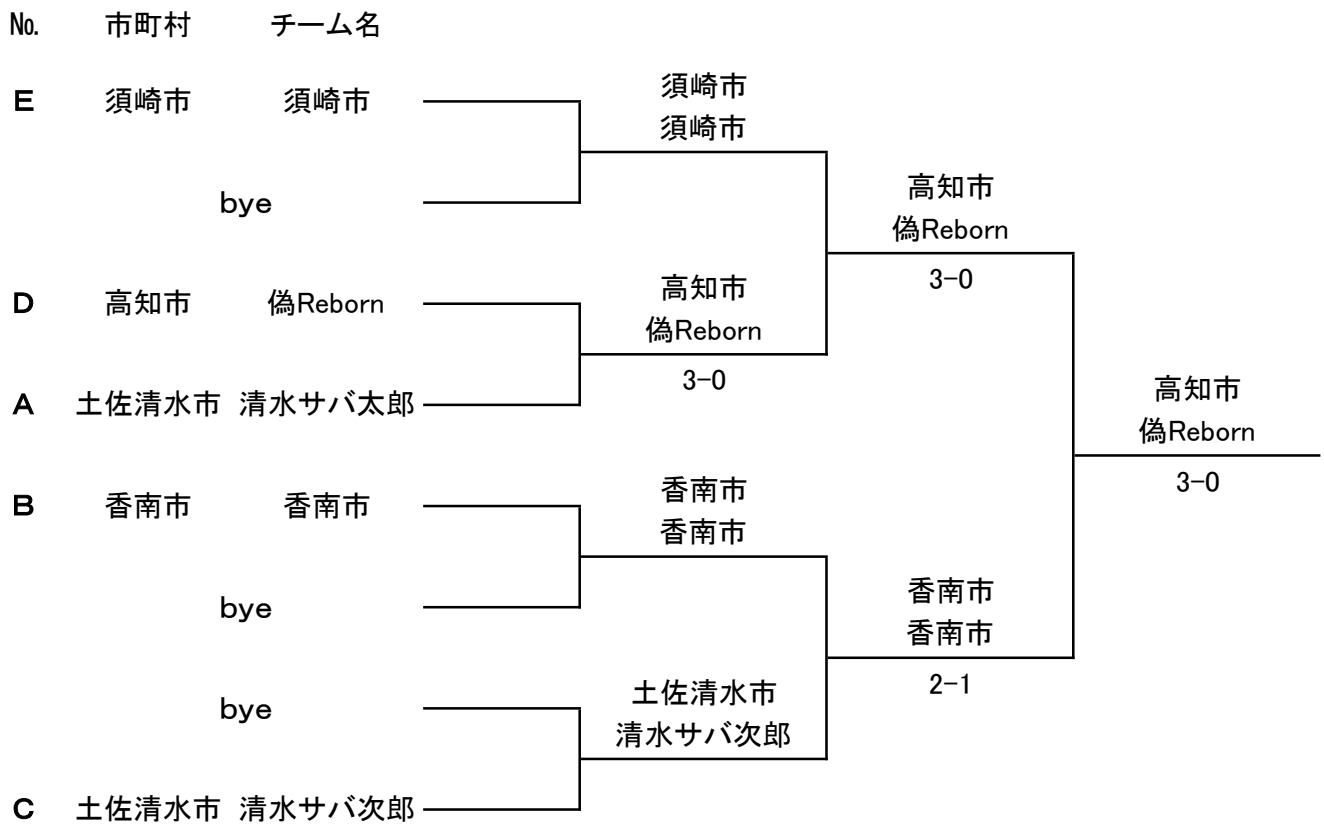 № 市町村 チーム名
E 須崎市 須崎市
bye
D 高知市 偽Reborn
A 土佐清水市 清水サバ太郎
B 香南市 香南市
bye
bye
C 土佐清水市 清水サバ次郎
須崎市
須崎市
高知市
偽Reborn
3-0
香南市
香南市
土佐清水市
清水サバ次郎
高知市
偽Reborn
3-0
香南市
香南市
2-1
高知市
偽Reborn
3-0